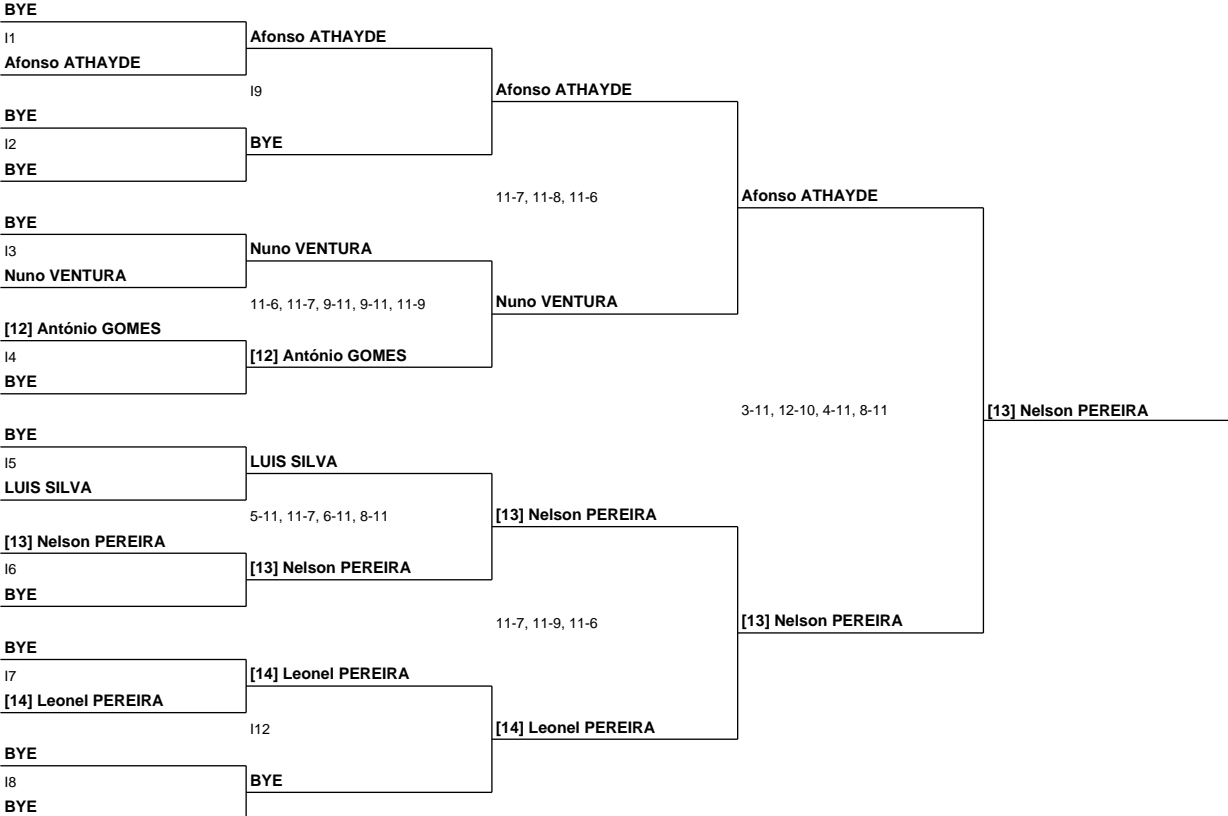 BYE
I1
Afonso ATHAYDE
Afonso ATHAYDE
I9
BYE
I2
BYE
BYE
Afonso ATHAYDE
11-7, 11-8, 11-6
BYE
I3
Nuno VENTURA
Nuno VENTURA
11-6, 11-7, 9-11, 9-11, 11-9
[12] António GOMES
I4
BYE
[12] António GOMES
Nuno VENTURA
Afonso ATHAYDE
3-11, 12-10, 4-11, 8-11
[13] Nelson PEREIRA
BYE
I5
LUIS SILVA
LUIS SILVA
5-11, 11-7, 6-11, 8-11
[13] Nelson PEREIRA
I6
BYE
[13] Nelson PEREIRA
[13] Nelson PEREIRA
11-7, 11-9, 11-6
[13] Nelson PEREIRA
BYE
I7
[14] Leonel PEREIRA
[14] Leonel PEREIRA
I12
[14] Leonel PEREIRA
BYE
I8
BYE
BYE